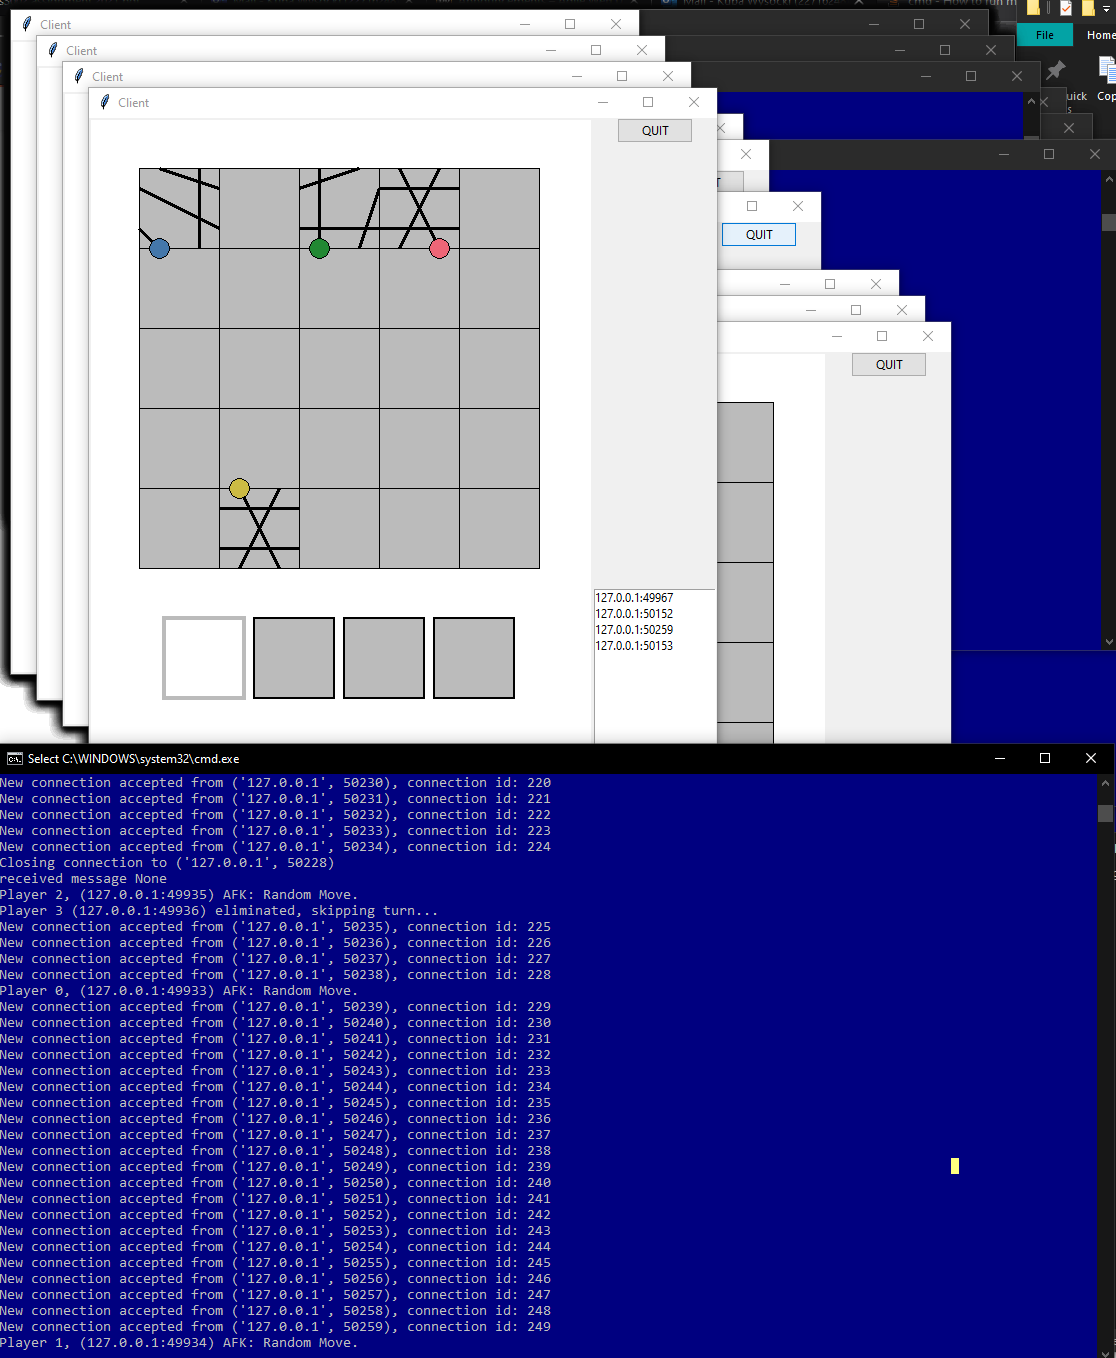 File
Home
Client
Client
Client
Client
QUIT
QUIT
QUIT
127.0.0.1:49967
127.0.0.1:50152
127.0.0.1:50259
127.0.0.1:50153
Select C:\WINDOWS\system32\cmd.exe
New connection accepted from ('127.0.0.1', 50230), connection id: 220
New connection accepted from ('127.0.0.1', 50231), connection id: 221
New connection accepted from ('127.0.0.1', 50232), connection id: 222
New connection accepted from ('127.0.0.1', 50233), connection id: 223
New connection accepted from ('127.0.0.1', 50234), connection id: 224
Closing connection to ('127.0.0.1', 50228)
received message None
Player 2, (127.0.0.1:49935) AFK: Random Move.
Player 3 (127.0.0.1:49936) eliminated, skipping turn...
New connection accepted from ('127.0.0.1', 50235), connection id: 225
New connection accepted from ('127.0.0.1', 50236), connection id: 226
New connection accepted from ('127.0.0.1', 50237), connection id: 227
New connection accepted from ('127.0.0.1', 50238), connection id: 228
Player 0, (127.0.0.1:49933) AFK: Random Move.
New connection accepted from ('127.0.0.1', 50239), connection id: 229
New connection accepted from ('127.0.0.1', 50240), connection id: 230
New connection accepted from ('127.0.0.1', 50241), connection id: 231
New connection accepted from ('127.0.0.1', 50242), connection id: 232
New connection accepted from ('127.0.0.1', 50243), connection id: 233
New connection accepted from ('127.0.0.1', 50244), connection id: 234
New connection accepted from ('127.0.0.1', 50245), connection id: 235
New connection accepted from ('127.0.0.1', 50246), connection id: 236
New connection accepted from ('127.0.0.1', 50247), connection id: 237
New connection accepted from ('127.0.0.1', 50248), connection id: 238
New connection accepted from ('127.0.0.1', 50249), connection id: 239
New connection accepted from ('127.0.0.1', 50250), connection id: 240
New connection accepted from ('127.0.0.1', 50251), connection id: 241
New connection accepted from ('127.0.0.1', 50252), connection id: 242
New connection accepted from ('127.0.0.1', 50253), connection id: 243
New connection accepted from ('127.0.0.1', 50254), connection id: 244
New connection accepted from ('127.0.0.1', 50255), connection id: 245
New connection accepted from ('127.0.0.1', 50256), connection id: 246
New connection accepted from ('127.0.0.1', 50257), connection id: 247
New connection accepted from ('127.0.0.1', 50258), connection id: 248
New connection accepted from ('127.0.0.1', 50259), connection id: 249
Player 1, (127.0.0.1:49934) AFK: Random Move.